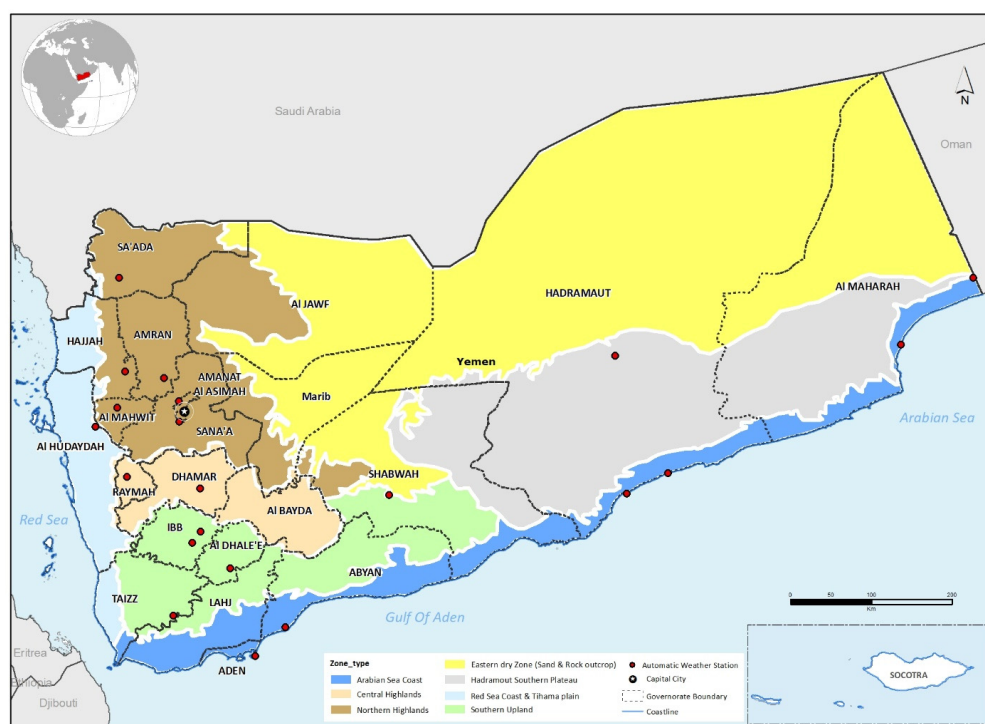 Saudi Arabia
N
Oman
SA'ADA
Al JAWF
HADRAMAUT
Al MAHARAH
HAJJAH
AMRAN
Yemen
AMANAT
Al ASIMAH
Marib
Al MAHWIT
SANA'A
Arabian Sea
Al HUDAYDAH
SHABWAH
DHAMAR
RAYMAH
Al BAYDA
Red Sea
IBB
Al DHALE'E
ABYAN
TAIZZ
LAHJ
Gulf Of Aden
0 100 200
Km
ADEN
Eritrea
Ethiopia
Djibouti
SOCOTRA
Zone_type
Arabian Sea Coast
Central Highlands
Northern Highlands
Eastern dry Zone (Sand & Rock outcrop)
Hadramout Southern Plateau
Red Sea Coast & Tihama plain
Southern Upland
Automatic Weather Station
Capital City
Governorate Boundary
Coastline